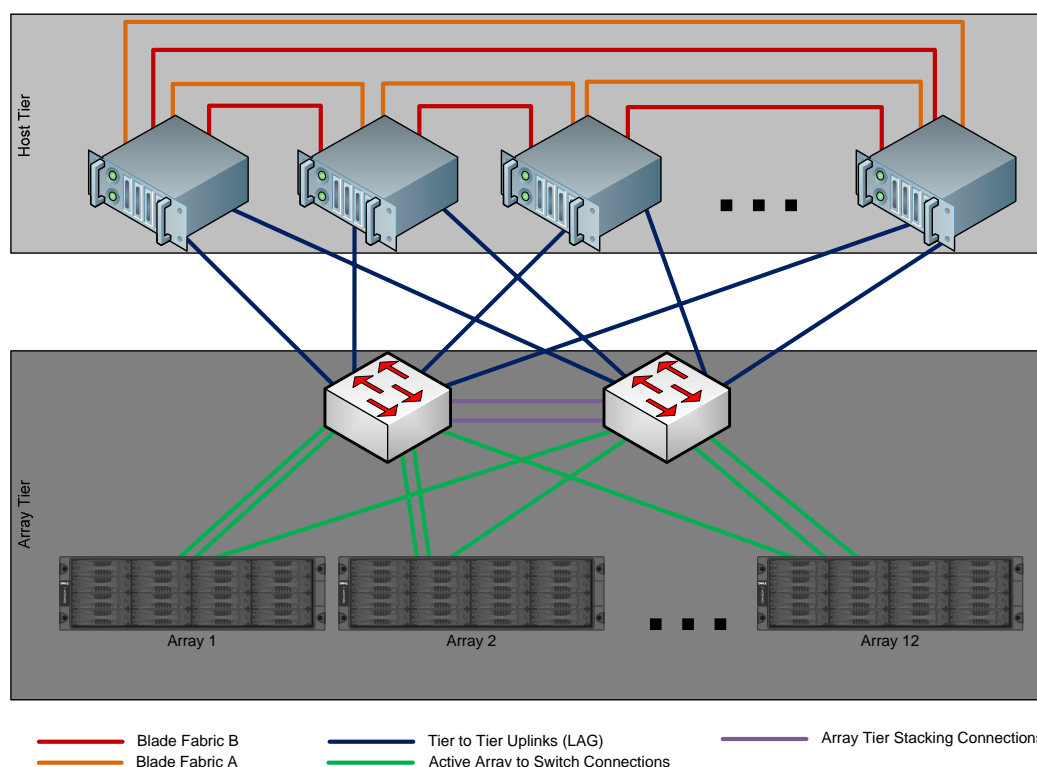 Host Tier
Array Tier
Array 1
Array 2
Array 12
Blade Fabric B
Tier to Tier Uplinks (LAG)
Array Tier Stacking Connections
Blade Fabric A
Active Array to Switch Connections